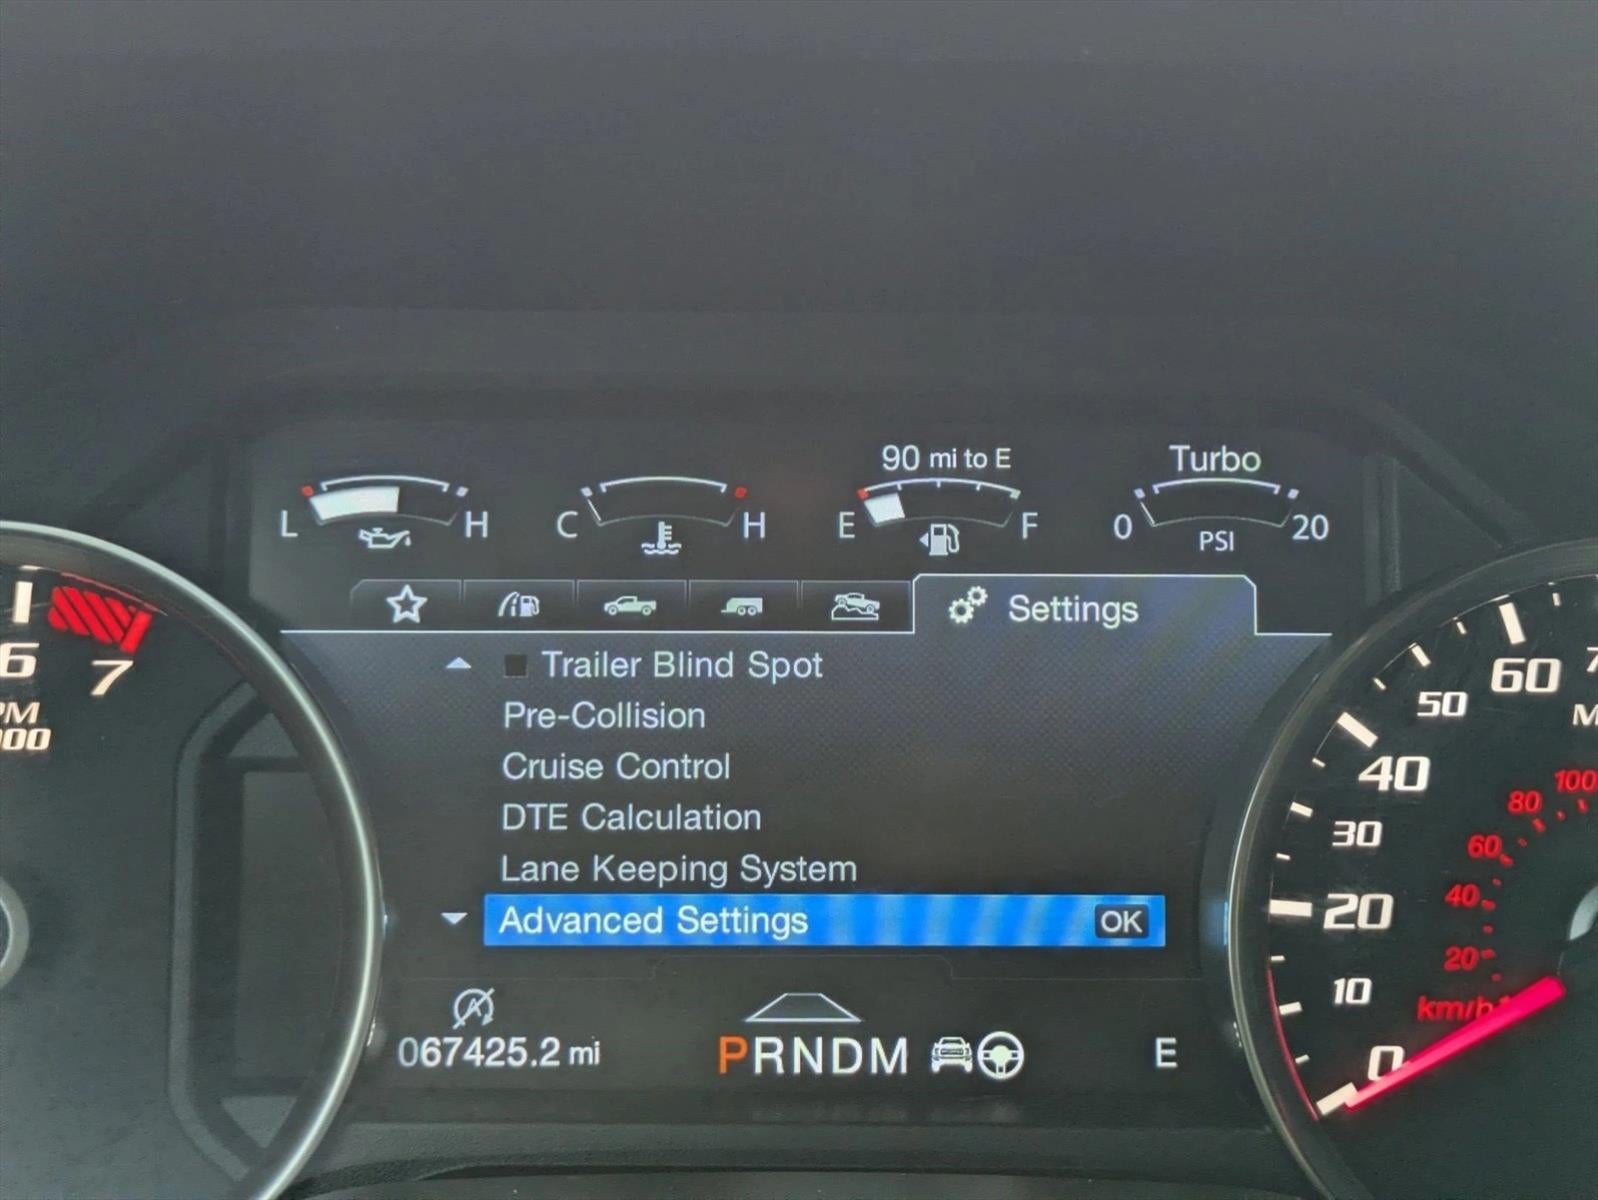 90 mi to E
Turbo
L H
C H
E F
0 PSI 20
Settings
Trailer Blind Spot
Pre-Collision
Cruise Control
DTE Calculation
Lane Keeping System
Advanced Settings OK
A
067425.2 mi
PRNDM
E
6 7
000
0 10 20 30 40 50 60
20 40 60 80 100
km/h